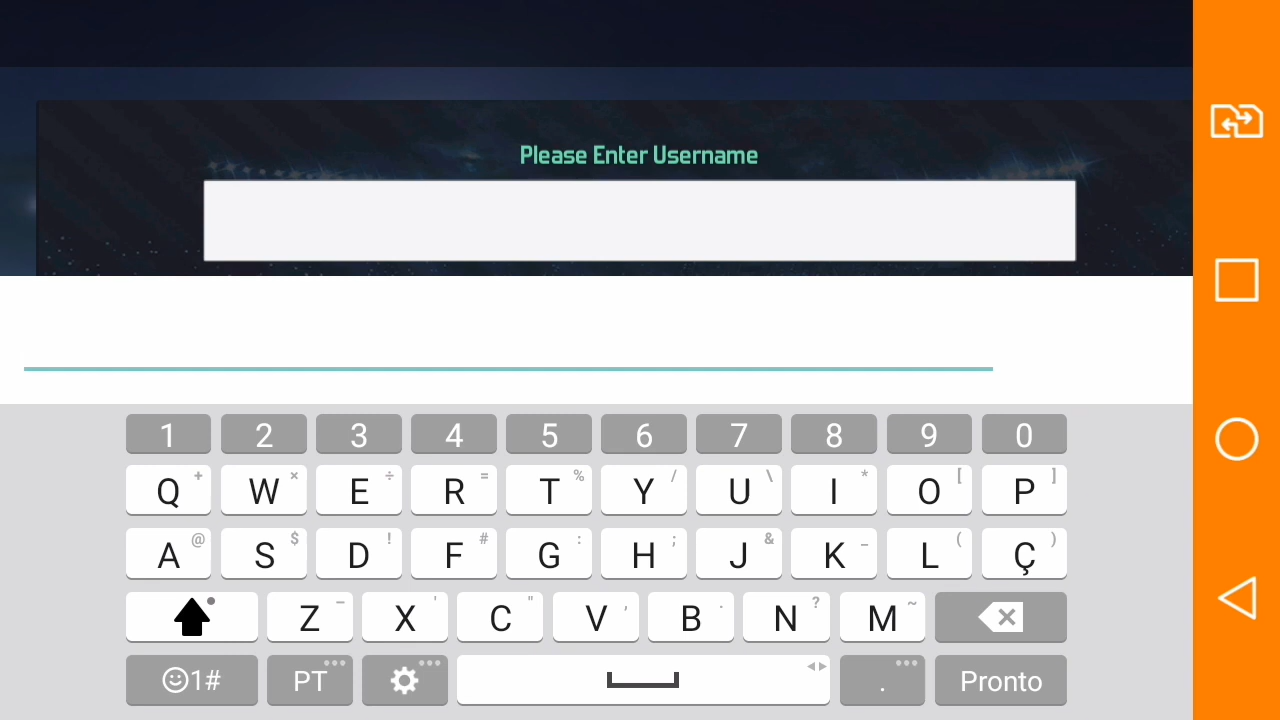 Please Enter Username
1 2 3 4 5 6 7 8 9 0
Q + W × E ÷ R = T % Y / U \ I * O [ P ]
A @ S $ D ! F # G : H ; J & K _ L ( Ç )
Z – X ' C " V , B . N ? M ~
1# PT . Pronto